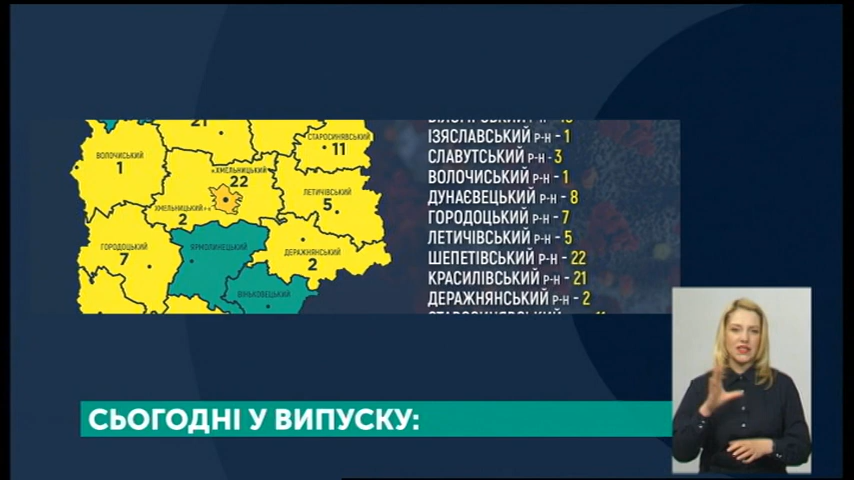 21
СТАРОСИНЯВСЬКИЙ
11
ВОЛОЧИСЬКИЙ
1
м.ХМЕЛЬНИЦЬКИЙ
22
ЛЕТИЧІВСЬКИЙ
5
ХМЕЛЬНИЦЬКИЙ р-н
2
ГОРОДОЦЬКИЙ
7
ЯРМОЛИНЕЦЬКИЙ
ДЕРАЖНЯНСЬКИЙ
2
ВІНЬКОВЕЦЬКИЙ
ІЗЯСЛАВСЬКИЙ Р-Н - 1
СЛАВУТСЬКИЙ Р-Н - 3
ВОЛОЧИСЬКИЙ Р-Н - 1
ДУНАЄВЕЦЬКИЙ Р-Н - 8
ГОРОДОЦЬКИЙ Р-Н - 7
ЛЕТИЧІВСЬКИЙ Р-Н - 5
ШЕПЕТІВСЬКИЙ Р-Н - 22
КРАСИЛІВСЬКИЙ Р-Н - 21
ДЕРАЖНЯНСЬКИЙ Р-Н - 2
СЬОГОДНІ У ВИПУСКУ: